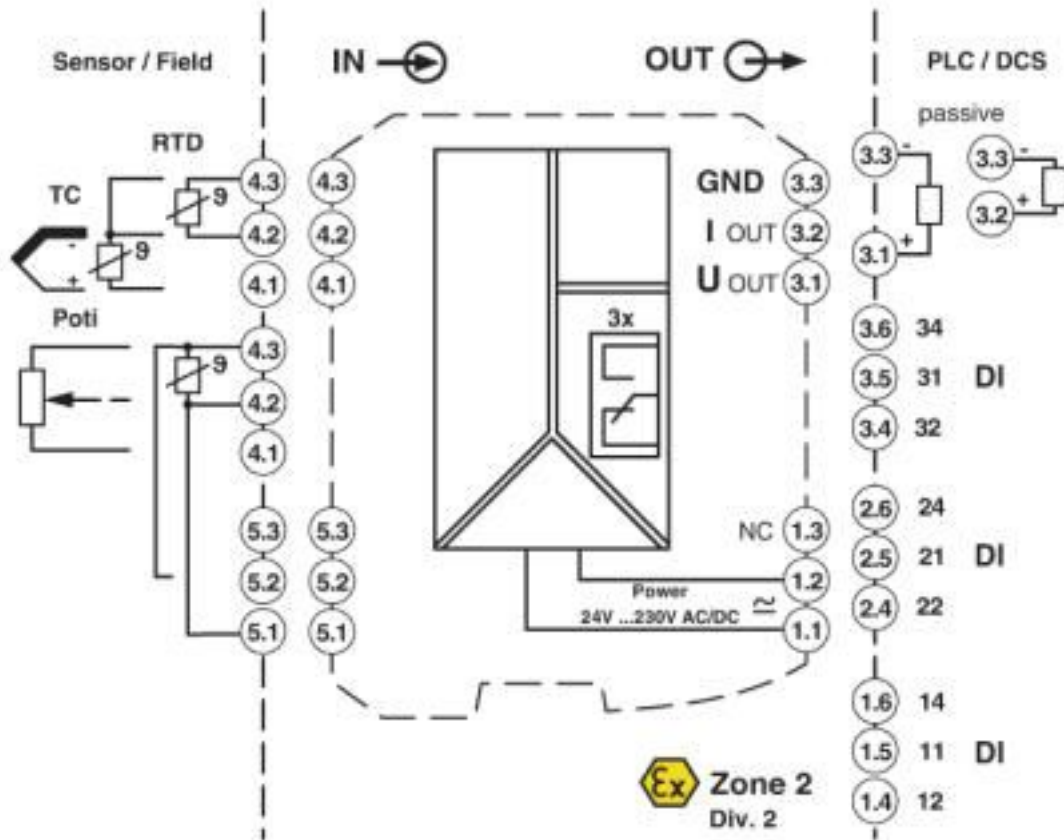 Sensor / Field
IN
OUT
PLC / DCS
passive
RTD
TC
4.3
ϑ
4.2
-
ϑ
+
4.1
Poti
4.3
ϑ
4.2
4.1
5.3
5.2
5.1
4.3
4.2
4.1
5.3
5.2
5.1
GND 3.3
I OUT 3.2
U OUT 3.1
3x
NC 1.3
1.2
Power
24V ...230V AC/DC
1.1
3.3 -
3.1 +
3.3 -
3.2 +
3.6 34
3.5 31 DI
3.4 32
2.6 24
2.5 21 DI
2.4 22
1.6 14
1.5 11 DI
1.4 12
Ex Zone 2
Div. 2